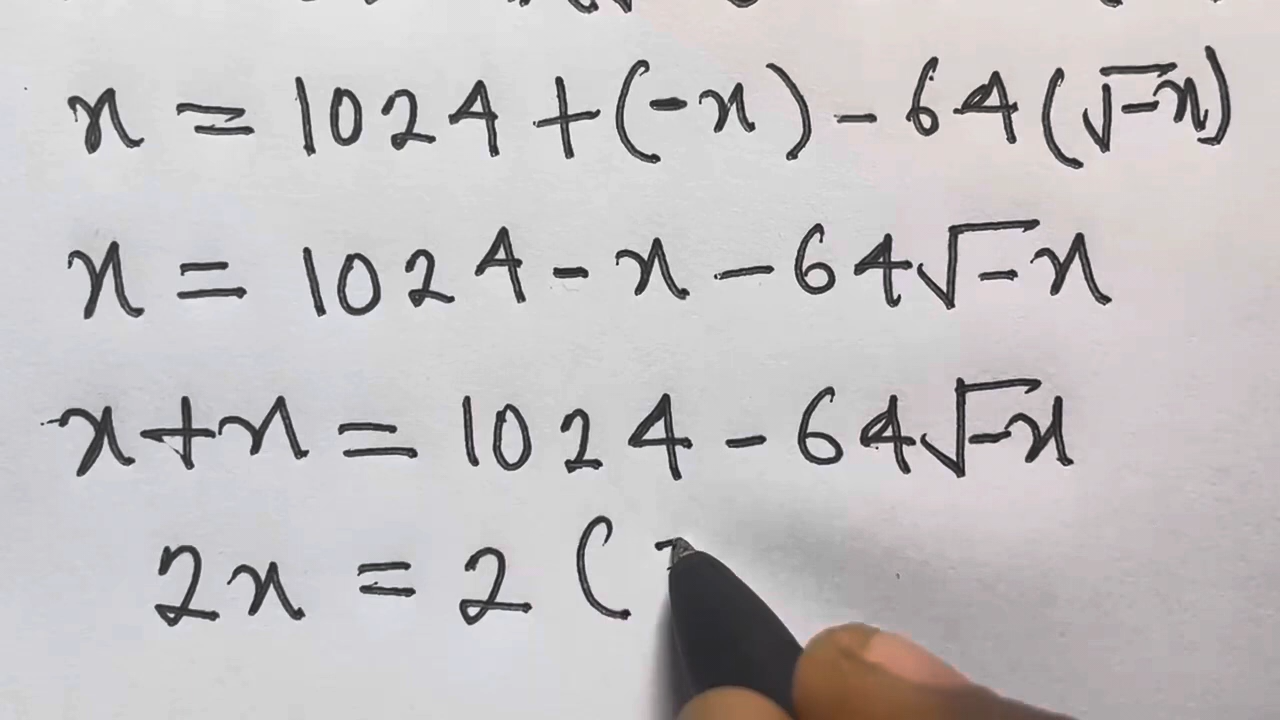 x = 1024 + (-x) - 64 (√-x)
x = 1024 - x - 64√-x
x + x = 1024 - 64√-x
2x = 2 (